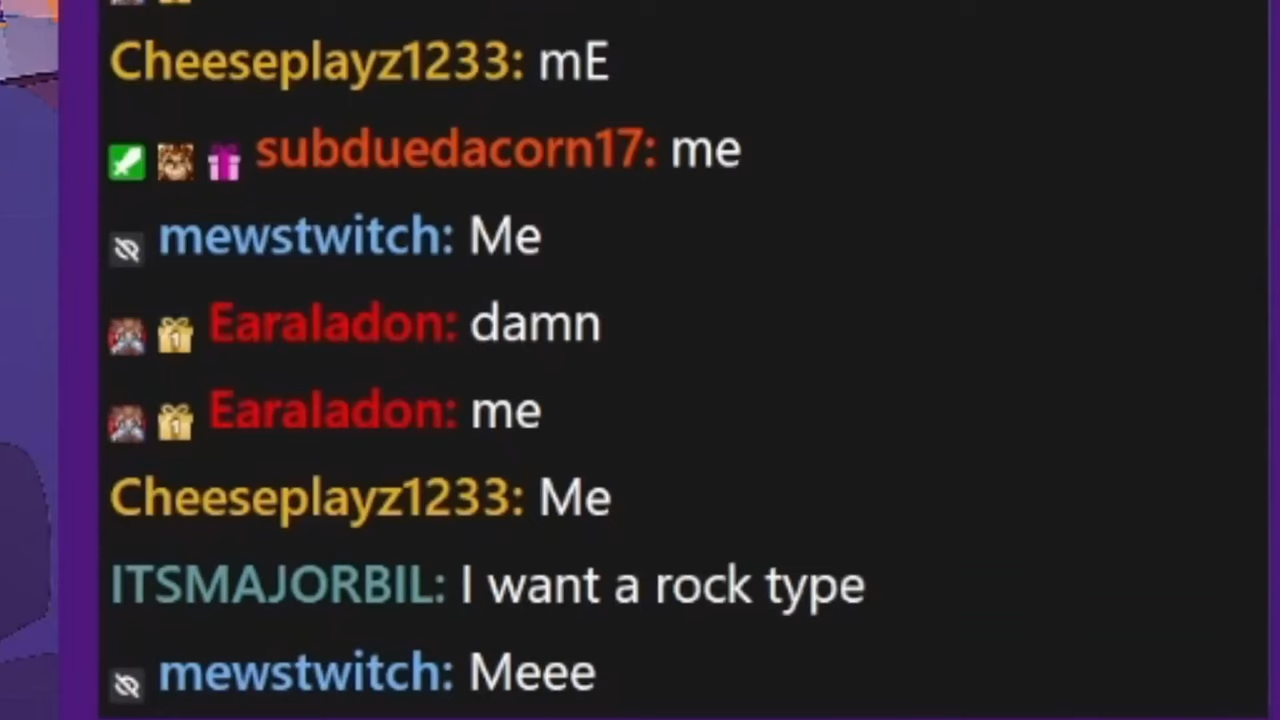 Cheeseplayz1233: mE
subduedacorn17: me
mewstwitch: Me
Earaladon: damn
Earaladon: me
Cheeseplayz1233: Me
ITSMAJORBIL: I want a rock type
mewstwitch: Meee